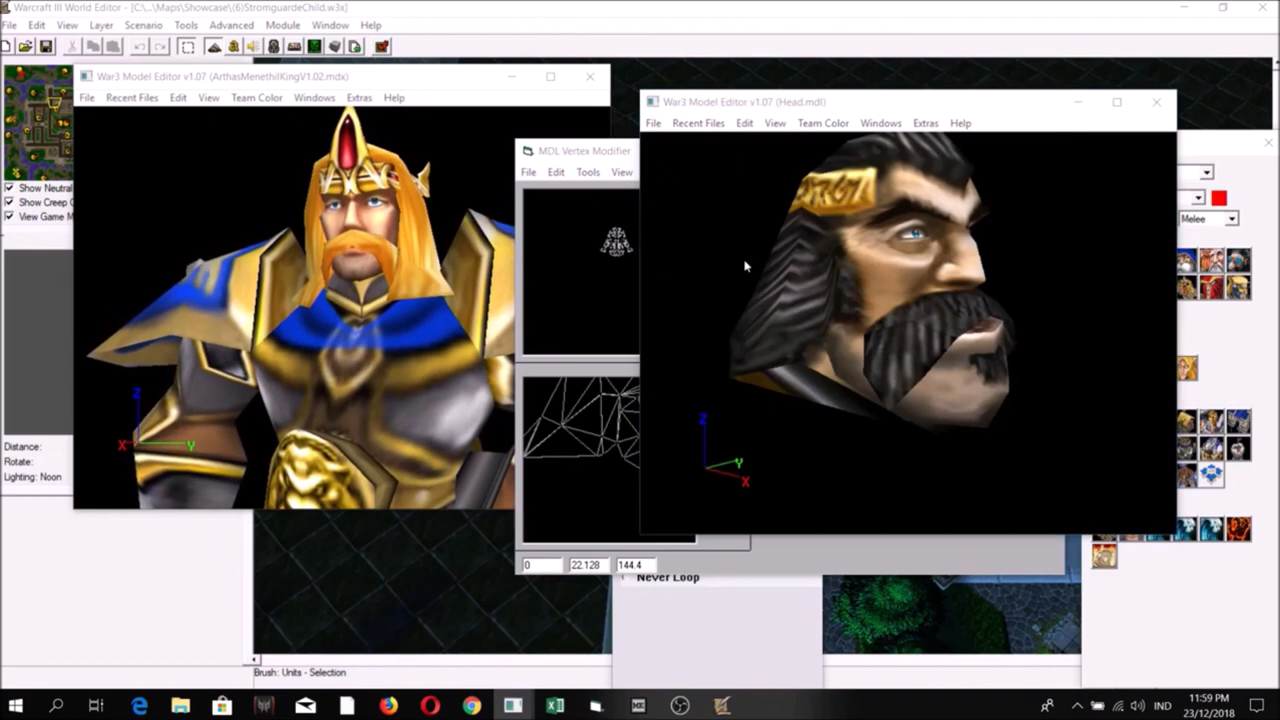 Warcraft III World Editor - [C:\...\Maps\Showcase\(6)StromguardeChild.w3x]
File Edit View Layer Scenario Tools Advanced Module Window Help
War3 Model Editor v1.07 (ArthasMenethilKingV1.02.mdx)
File Recent Files Edit View Team Color Windows Extras Help
War3 Model Editor v1.07 (Head.mdl)
File Recent Files Edit View Team Color Windows Extras Help
MDL Vertex Modifier
File Edit Tools View
Show Neutral
Show Creep C
View Game M
Melee
Z
X
Y
Z
Y
X
Distance:
Rotate:
Lighting: Noon
0
22.128
144.4
Never Loop
Brush: Units - Selection
IND
11:59 PM
23/12/2018